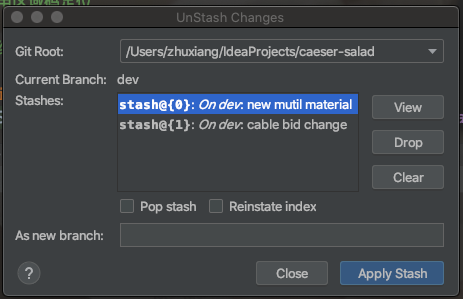 UnStash Changes
Git Root: /Users/zhuxiang/IdeaProjects/caeser-salad
Current Branch: dev
Stashes: stash@{0}: On dev: new mutil material View
stash@{1}: On dev: cable bid change
Drop
Clear
Pop stash Reinstate index
As new branch:
? Close Apply Stash